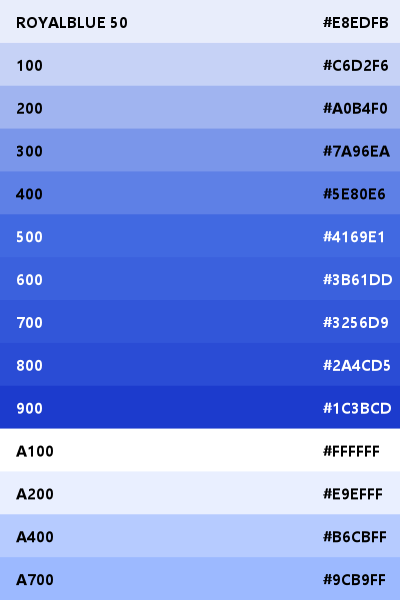 ROYALBLUE 50 #E8EDFB
100 #C6D2F6
200 #A0B4F0
300 #7A96EA
400 #5E80E6
500 #4169E1
600 #3B61DD
700 #3256D9
800 #2A4CD5
900 #1C3BCD
A100 #FFFFFF
A200 #E9EFFF
A400 #B6CBFF
A700 #9CB9FF